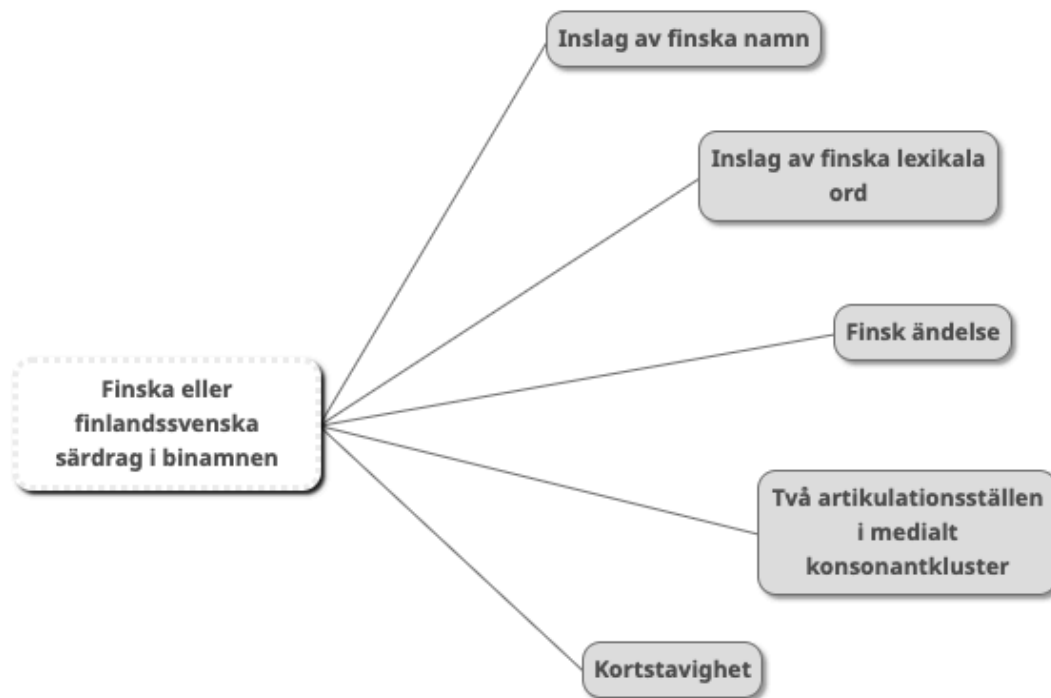 Inslag av finska namn
Inslag av finska lexikala
ord
Finsk ändelse
Finska eller
finlandssvenska
särdrag i binamnen
Två artikulationsställen
i medialt
konsonantkluster
Kortstavighet